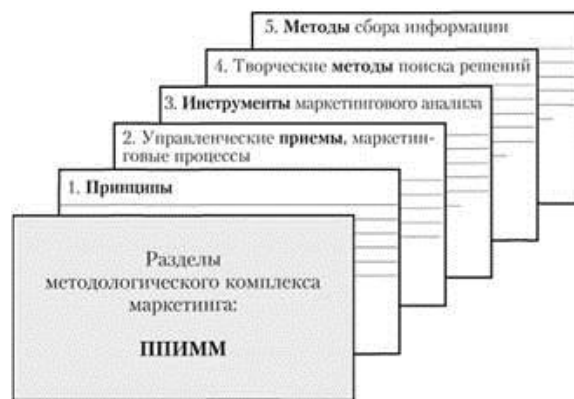 5. Методы сбора информации
4. Творческие методы поиска решений
3. Инструменты маркетингового анализа
2. Управленческие приемы, маркетин-
говые процессы
1. Принципы
Разделы
методологического комплекса
маркетинга:
ППИММ